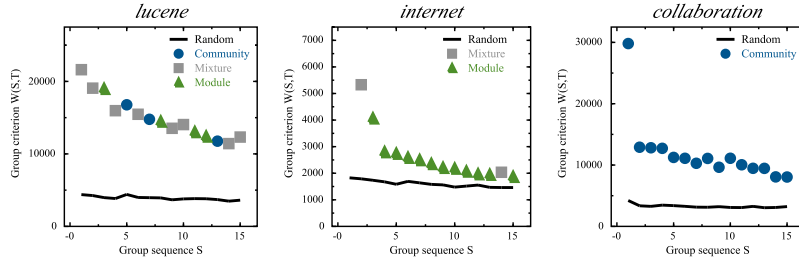 lucene
Group criterion W(S,T)
20000
10000
0
-0
5
10
15
Group sequence S
Random
Community
Mixture
Module
internet
Group criterion W(S,T)
7000
6000
5000
4000
3000
2000
1000
0
-0
5
10
15
Group sequence S
Random
Mixture
Module
collaboration
Group criterion W(S,T)
30000
20000
10000
0
-0
5
10
15
Group sequence S
Random
Community